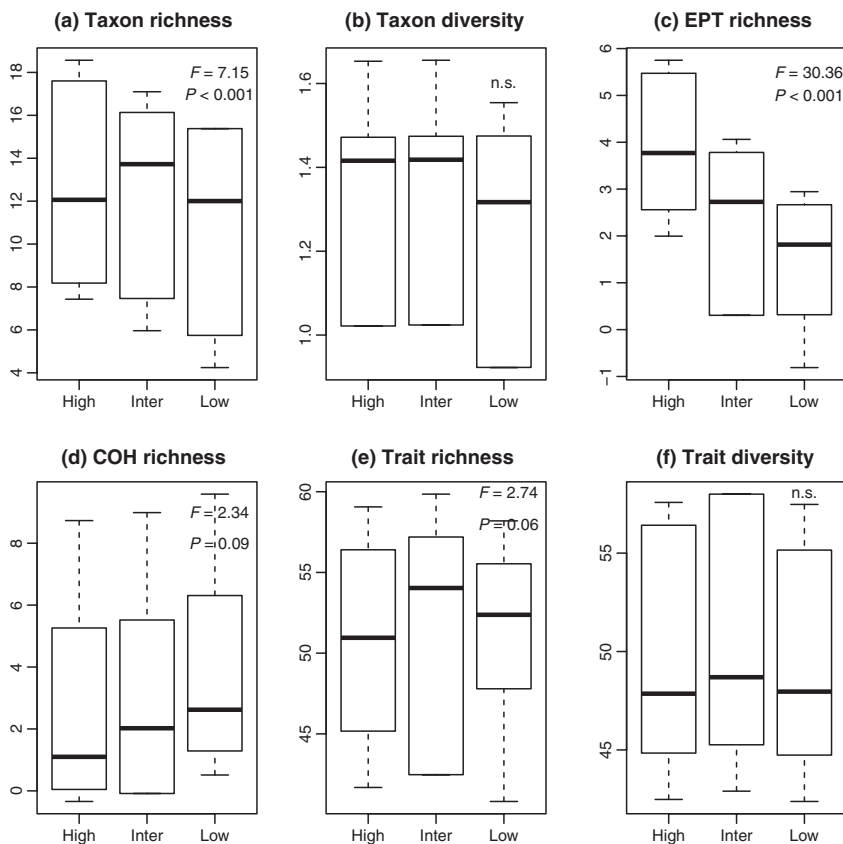 (a) Taxon richness
F = 7.15
P < 0.001
18
16
14
12
10
8
6
4
High Inter Low
(b) Taxon diversity
n.s.
1.6
1.4
1.2
1.0
High Inter Low
(c) EPT richness
F = 30.36
P < 0.001
6
5
4
3
2
1
0
−1
High Inter Low
(d) COH richness
F = 2.34
P = 0.09
8
6
4
2
0
High Inter Low
(e) Trait richness
F = 2.74
P = 0.06
60
55
50
45
High Inter Low
(f) Trait diversity
n.s.
55
50
45
High Inter Low